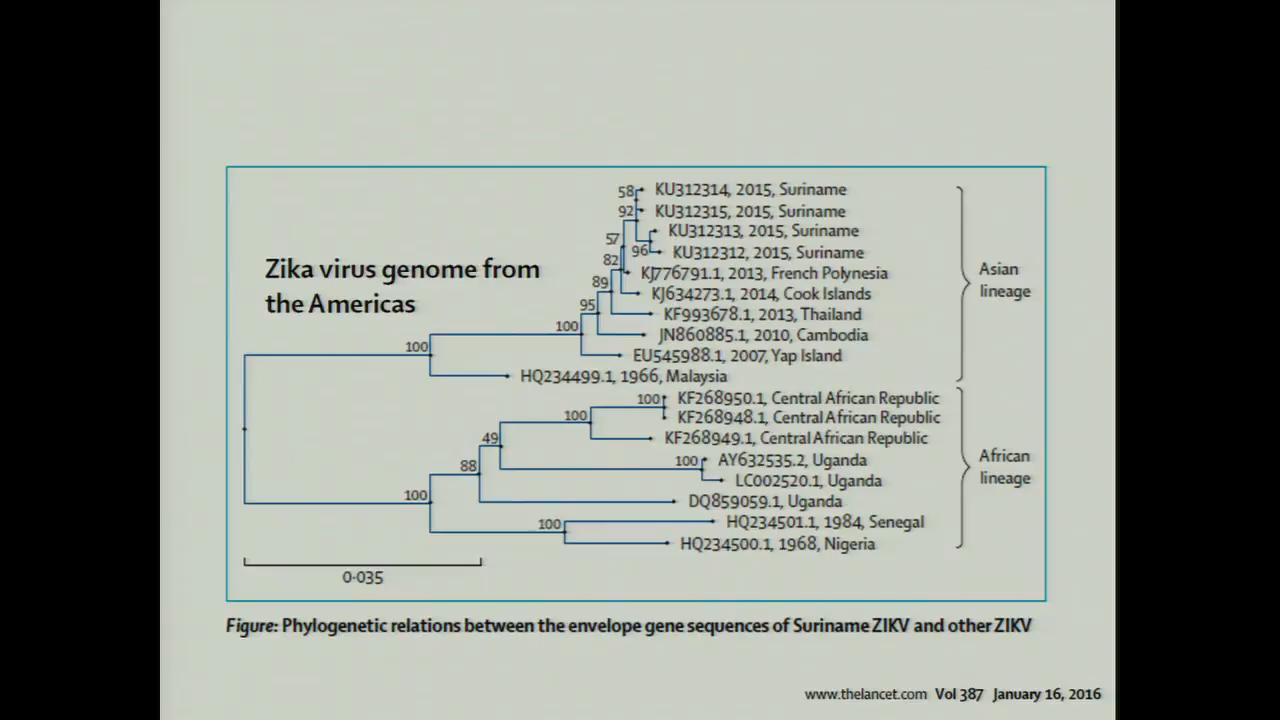 58 KU312314, 2015, Suriname
92 KU312315, 2015, Suriname
KU312313, 2015, Suriname
57
96 KU312312, 2015, Suriname
82
KJ776791.1, 2013, French Polynesia
Zika virus genome from
the Americas
89
KJ634273.1, 2014, Cook Islands
95 KF993678.1, 2013, Thailand
100 JN860885.1, 2010, Cambodia
100 EU545988.1, 2007, Yap Island
HQ234499.1, 1966, Malaysia
Asian
lineage
100 KF268950.1, Central African Republic
100 KF268948.1, Central African Republic
49 KF268949.1, Central African Republic
88 100 AY632535.2, Uganda
LC002520.1, Uganda
100 DQ859059.1, Uganda
100 HQ234501.1, 1984, Senegal
HQ234500.1, 1968, Nigeria
African
lineage
0·035
Figure: Phylogenetic relations between the envelope gene sequences of Suriname ZIKV and other ZIKV
www.thelancet.com Vol 387 January 16, 2016